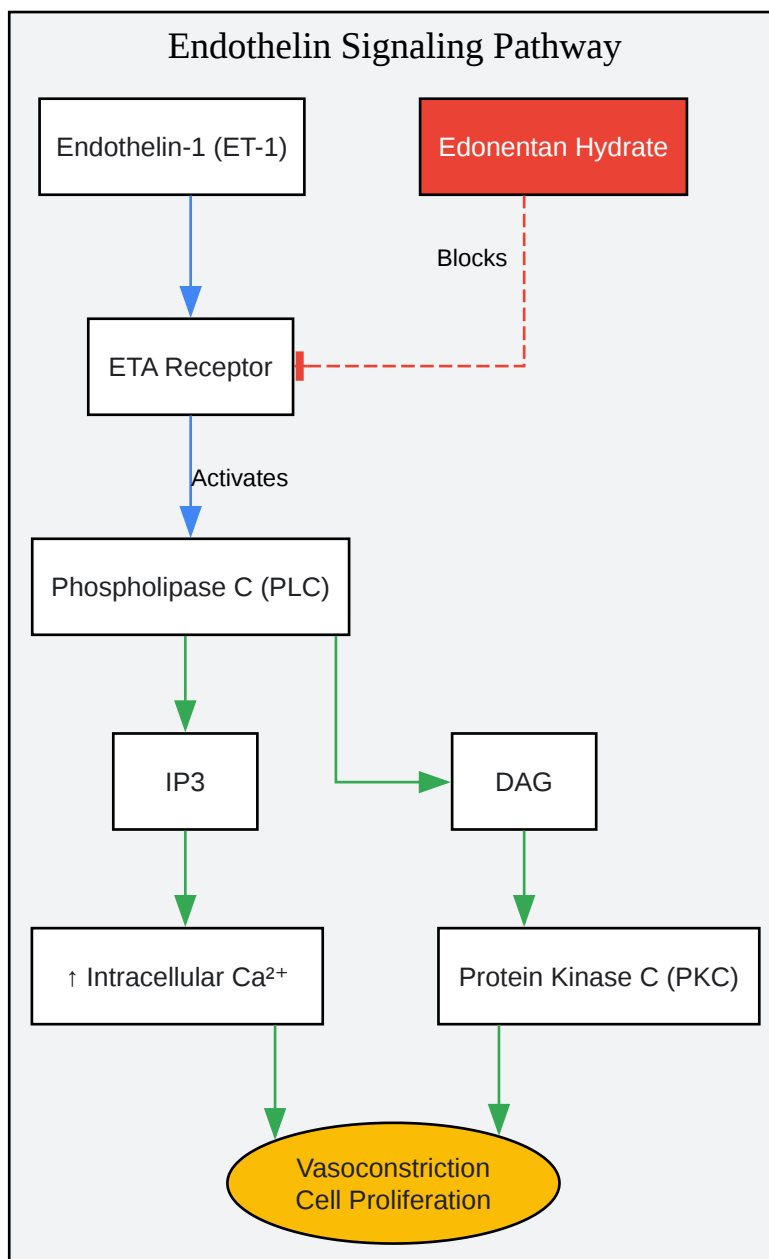 Endothelin Signaling Pathway
Endothelin-1 (ET-1)
Edonentan Hydrate
Blocks
ETA Receptor
Activates
Phospholipase C (PLC)
IP3
DAG
↑ Intracellular Ca²⁺
Protein Kinase C (PKC)
Vasoconstriction
Cell Proliferation